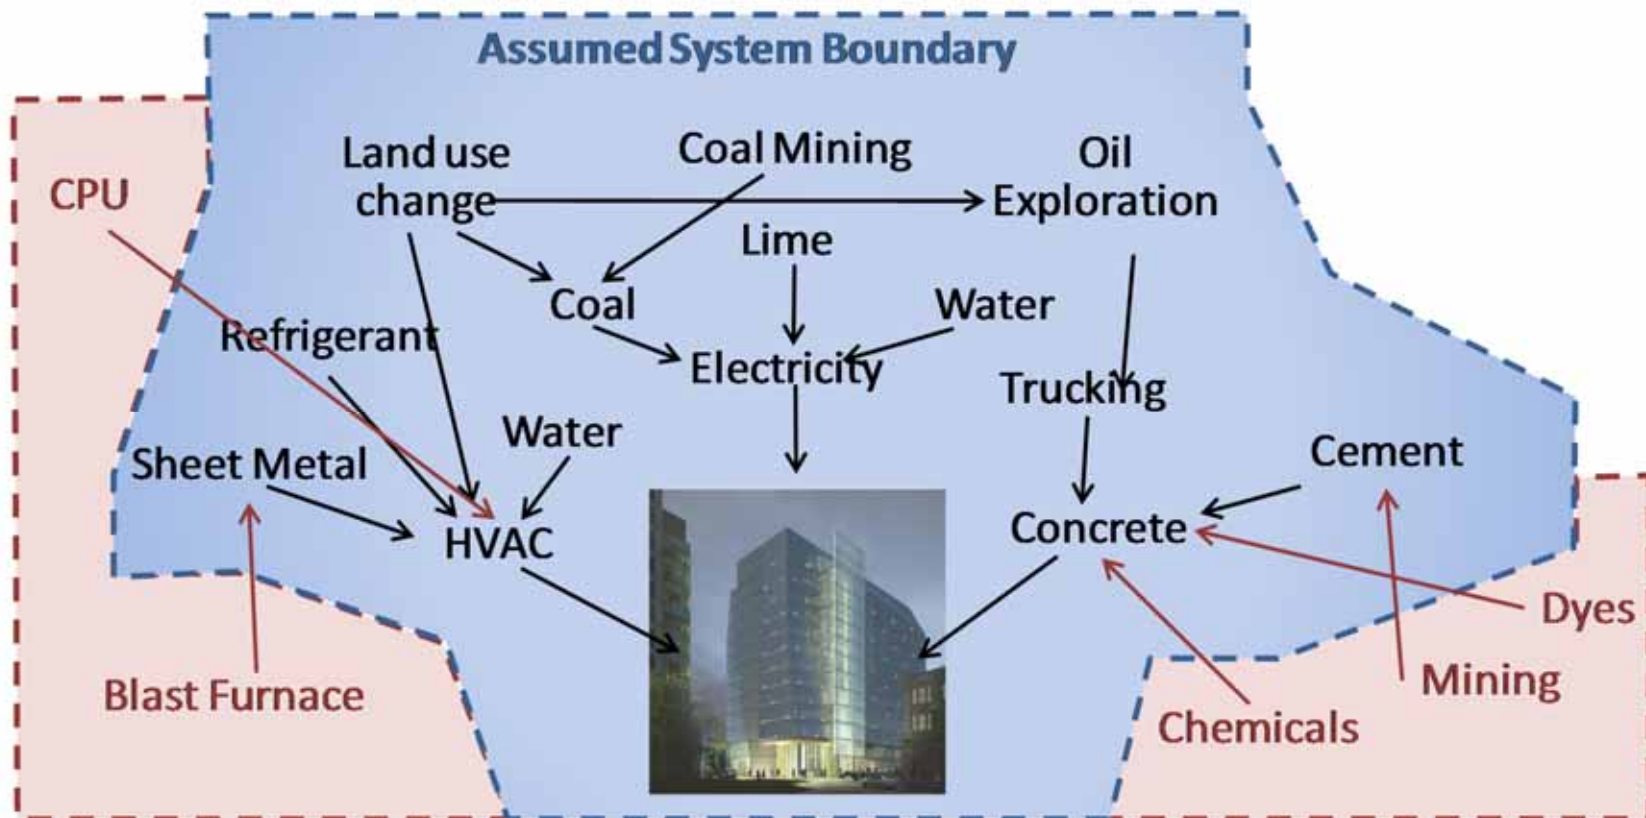 Assumed System Boundary
Land use
change
Coal Mining
Oil
Exploration
CPU
Lime
Coal
Water
Refrigerant
Electricity
Trucking
Water
Sheet Metal
Cement
HVAC
Concrete
Dyes
Blast Furnace
Mining
Chemicals